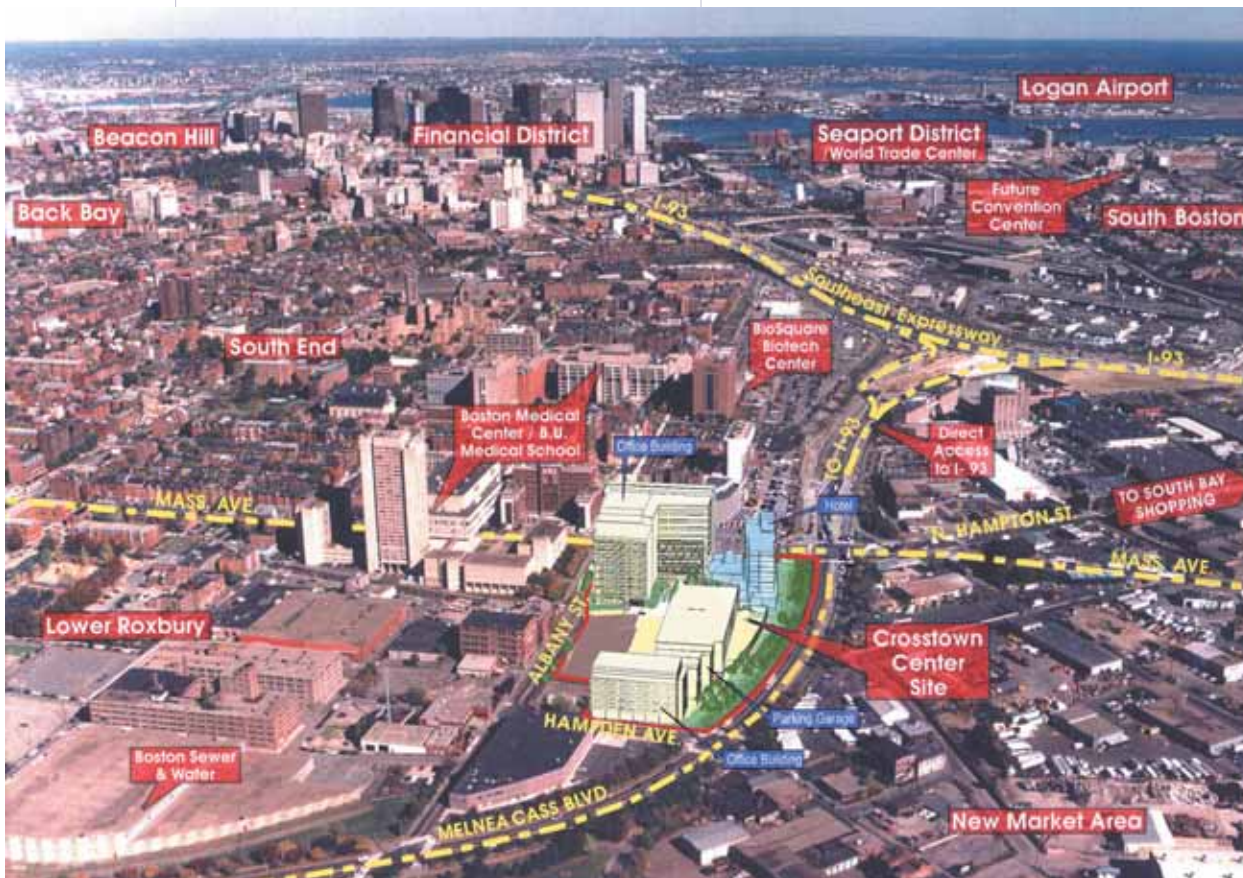 Logan Airport
Beacon Hill
Financial District
Seaport District
/World Trade Center
Future
Convention
Center
Back Bay
South Boston
I-93
Southeast Expressway
I-93
BioSquare
Biotech
Center
South End
Boston Medical
Center / B.U.
Medical School
Office Building
TO I-93
Direct
Access
to I-93
TO SOUTH BAY
SHOPPING
MASS. AVE.
Hotel
N. HAMPTON ST.
MASS. AVE.
Lower Roxbury
ALBANY ST.
Crosstown
Center
Site
HAMPDEN AVE.
Parking Garage
Office Building
Boston Sewer
& Water
MELNEA CASS BLVD.
New Market Area